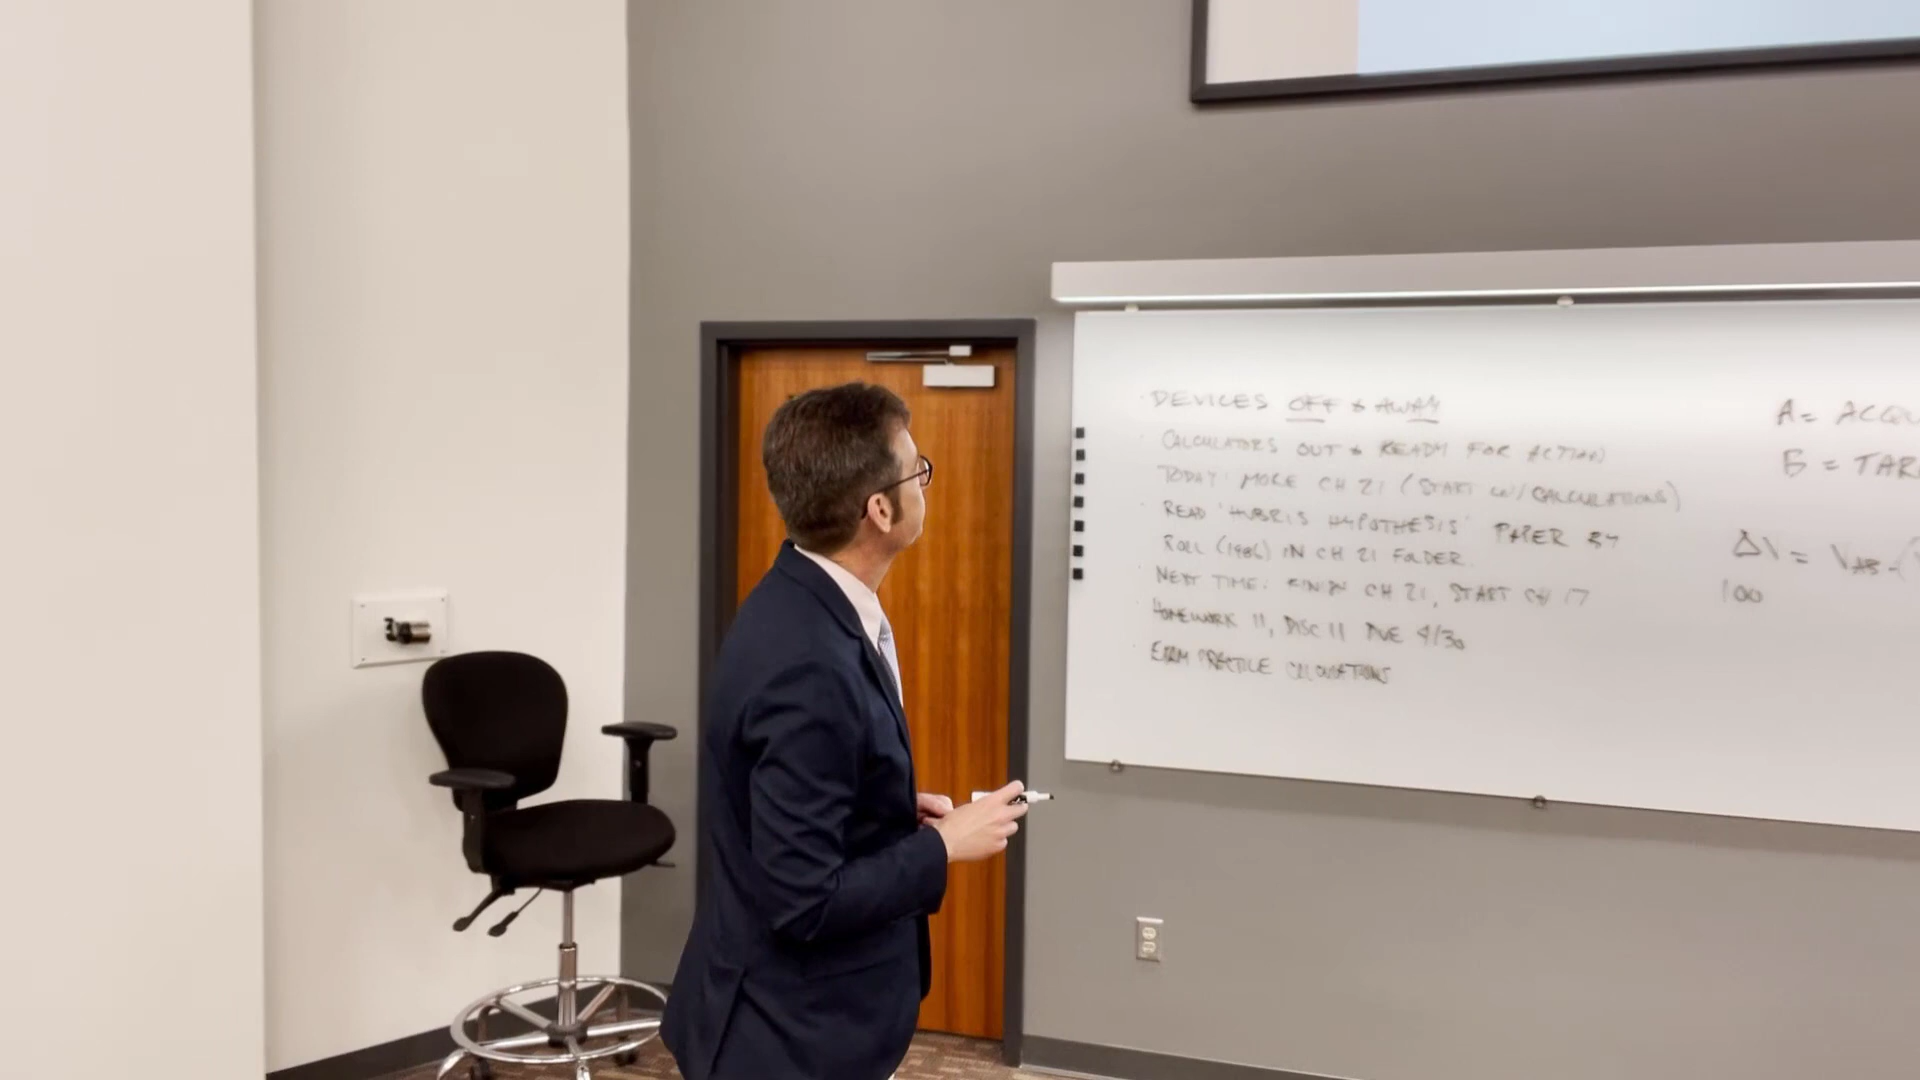 DEVICES OFF & AWAY
CALCULATORS OUT & READY FOR ACTION
TODAY: MORE CH 21 (START W/ CALCULATIONS)
READ "HUBRIS HYPOTHESIS" PAPER BY
ROLL (1986) IN CH 21 FOLDER.
NEXT TIME: FINISH CH 21, START CH 17
HOMEWORK 11, DISC 11 DUE 4/30
EXAM PRACTICE CALCULATIONS
A = ACQU
B = TAR
ΔV = VAB - (V
100